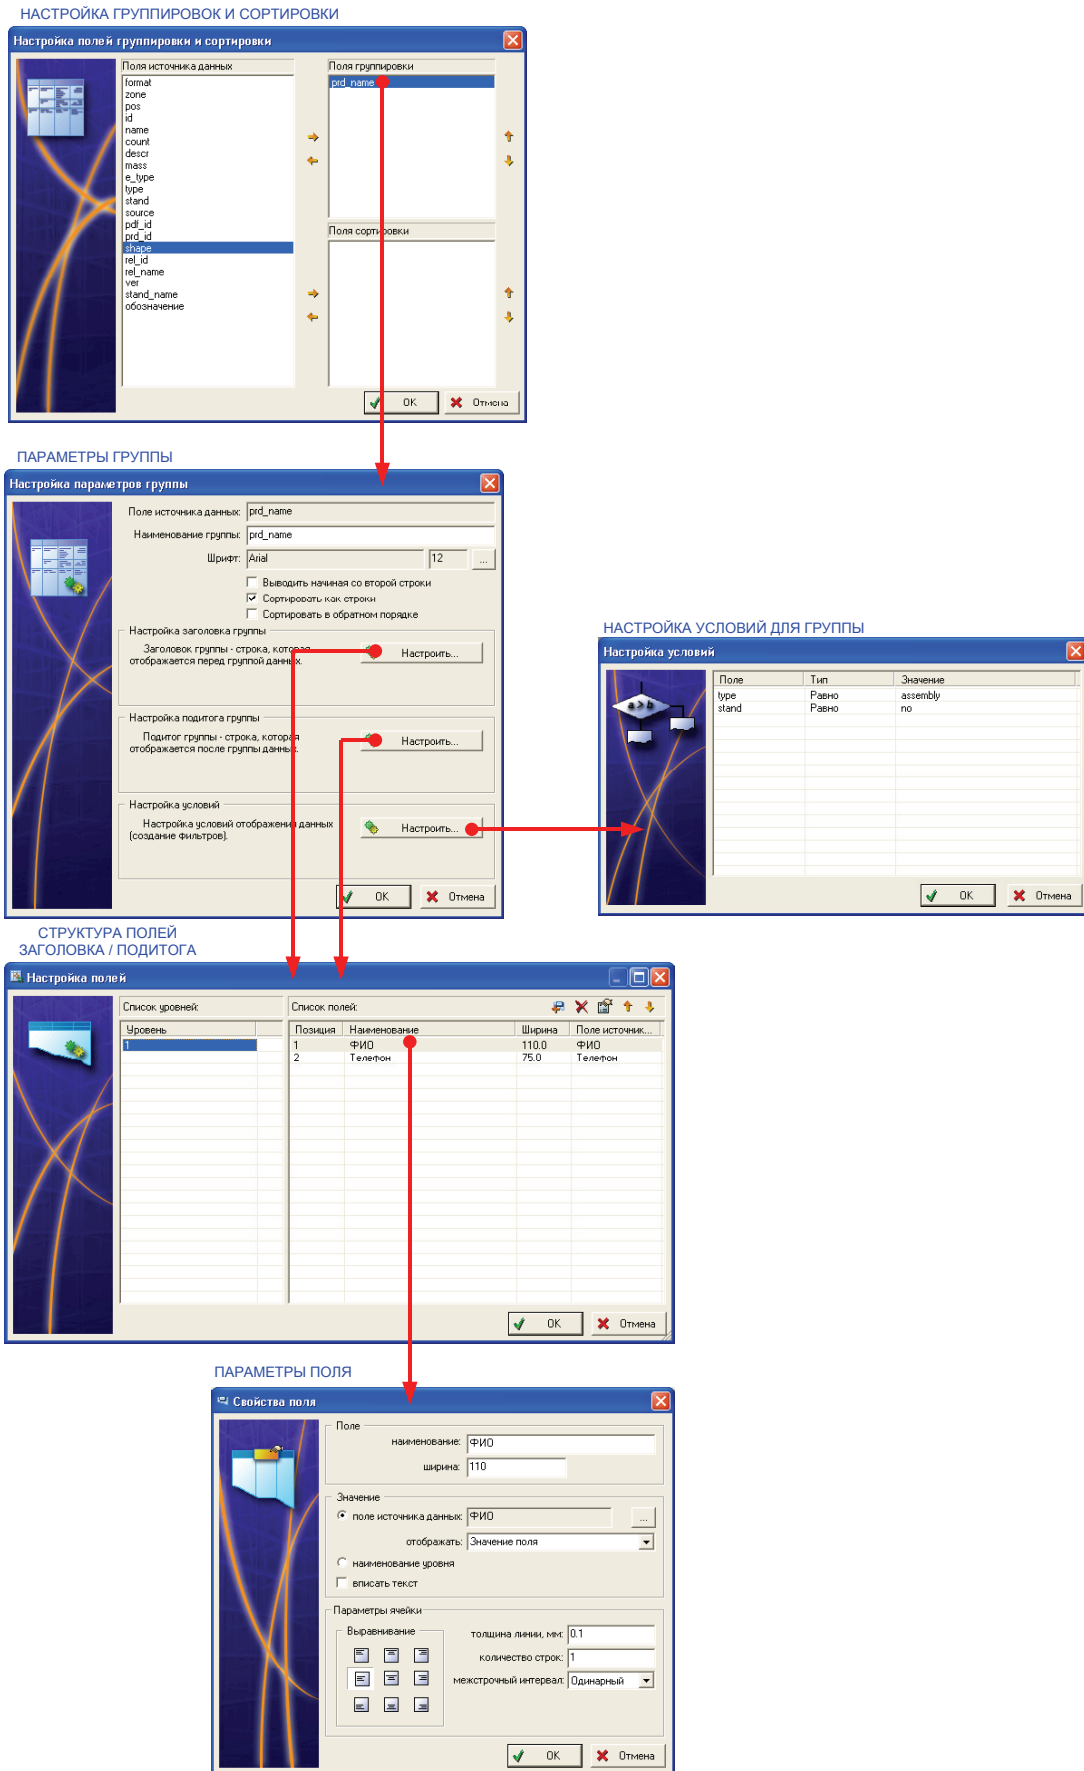 НАСТРОЙКА ГРУППИРОВОК И СОРТИРОВКИ
Настройка полей группировки и сортировки
Поля источника данных
format
zone
pos
id
name
count
descr
mass
e_type
type
stand
source
pdf_id
prd_id
shape
rel_id
rel_name
ver
stand_name
обозначение
Поля группировки
prd_name
Поля сортировки
OK
Отмена
ПАРАМЕТРЫ ГРУППЫ
Настройка параметров группы
Поле источника данных: prd_name
Наименование группы: prd_name
Шрифт: Arial 12 ...
Выводить начиная со второй строки
Сортировать как строки
Сортировать в обратном порядке
Настройка заголовка группы
Заголовок группы - строка, которая
отображается перед группой данных.
Настроить...
Настройка подитога группы
Подитог группы - строка, которая
отображается после группы данных.
Настроить...
Настройка условий
Настройка условий отображения данных
(создание фильтров).
Настроить...
OK
Отмена
НАСТРОЙКА УСЛОВИЙ ДЛЯ ГРУППЫ
Настройка условий
Поле Тип Значение
type Равно assembly
stand Равно no
a>b
OK
Отмена
СТРУКТУРА ПОЛЕЙ
ЗАГОЛОВКА / ПОДИТОГА
Настройка полей
Список уровней:
Уровень
1
Список полей:
Позиция Наименование Ширина Поле источник...
1 ФИО 110.0 ФИО
2 Телефон 75.0 Телефон
OK
Отмена
ПАРАМЕТРЫ ПОЛЯ
Свойства поля
Поле
наименование: ФИО
ширина: 110
Значение
поле источника данных: ФИО ...
отображать: Значение поля
наименование уровня
вписать текст
Параметры ячейки
Выравнивание
толщина линии, мм: 0.1
количество строк: 1
межстрочный интервал: Одинарный
OK
Отмена